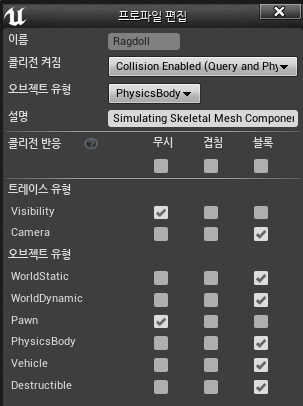 프로파일 편집
이름 Ragdoll
콜리전 켜짐 Collision Enabled (Query and Phy
오브젝트 유형 PhysicsBody
설명 Simulating Skeletal Mesh Componer
콜리전 반응 ? 무시 겹침 블록
트레이스 유형
Visibility
Camera
오브젝트 유형
WorldStatic
WorldDynamic
Pawn
PhysicsBody
Vehicle
Destructible